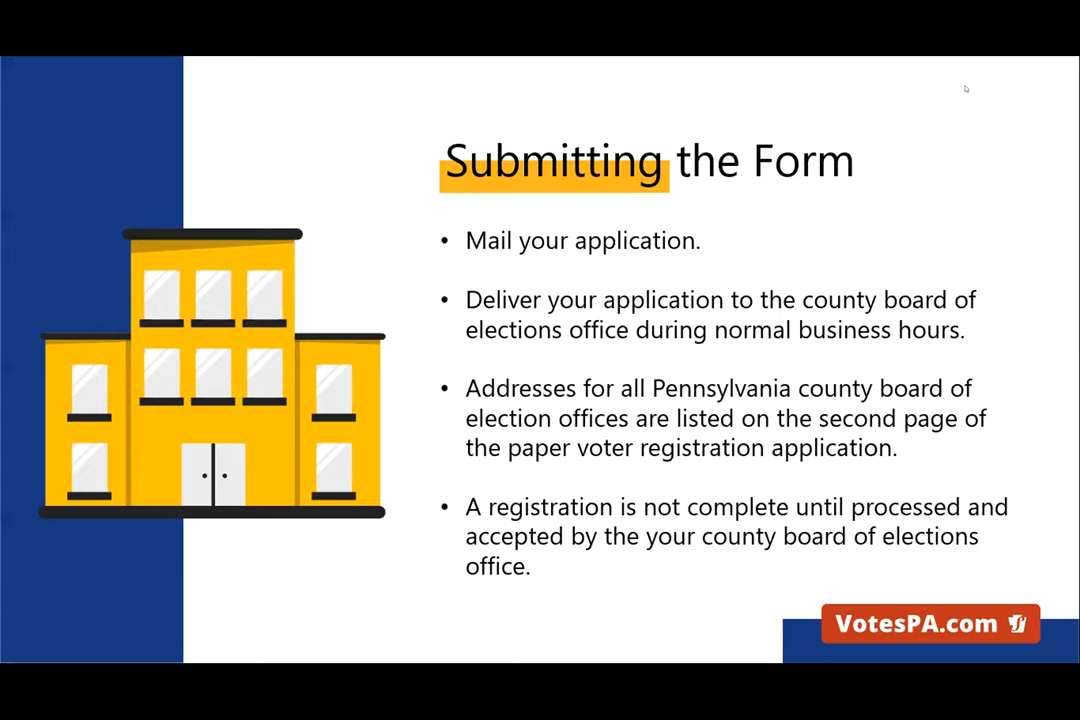 Submitting the Form
• Mail your application.
• Deliver your application to the county board of
elections office during normal business hours.
• Addresses for all Pennsylvania county board of
election offices are listed on the second page of
the paper voter registration application.
• A registration is not complete until processed and
accepted by the your county board of elections
office.
VotesPA.com